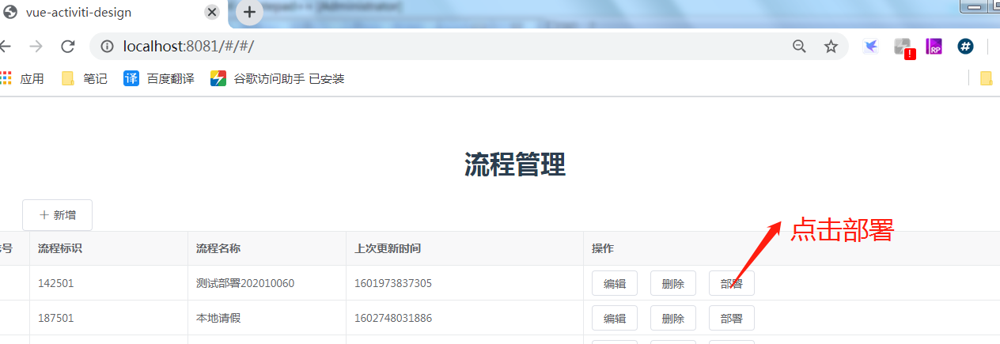 vue-activiti-design
localhost:8081/#/#/
应用 笔记 译 百度翻译 谷歌访问助手 已安装
流程管理
新增
点击部署
号 流程标识 流程名称 上次更新时间 操作
142501 测试部署202010060 1601973837305 编辑 删除 部署
187501 本地请假 1602748031886 编辑 删除 部署